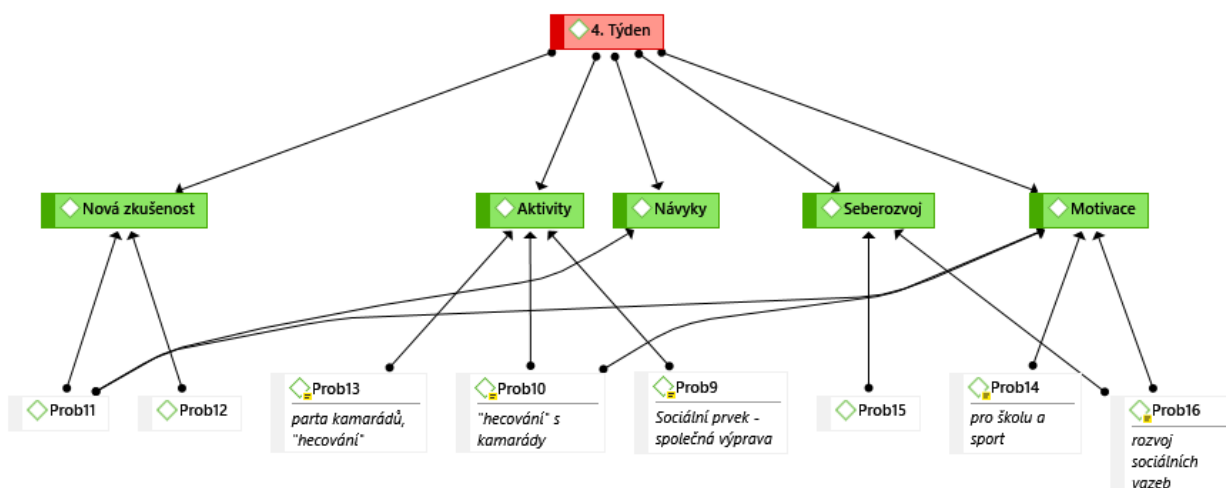 4. Týden
Nová zkušenost
Aktivity
Návyky
Seberozvoj
Motivace
Prob11
Prob12
Prob13
parta kamarádů,
"hecování"
Prob10
"hecování" s
kamarády
Prob9
Sociální prvek -
společná výprava
Prob15
Prob14
pro školu a
sport
Prob16
rozvoj
sociálních
vazeb